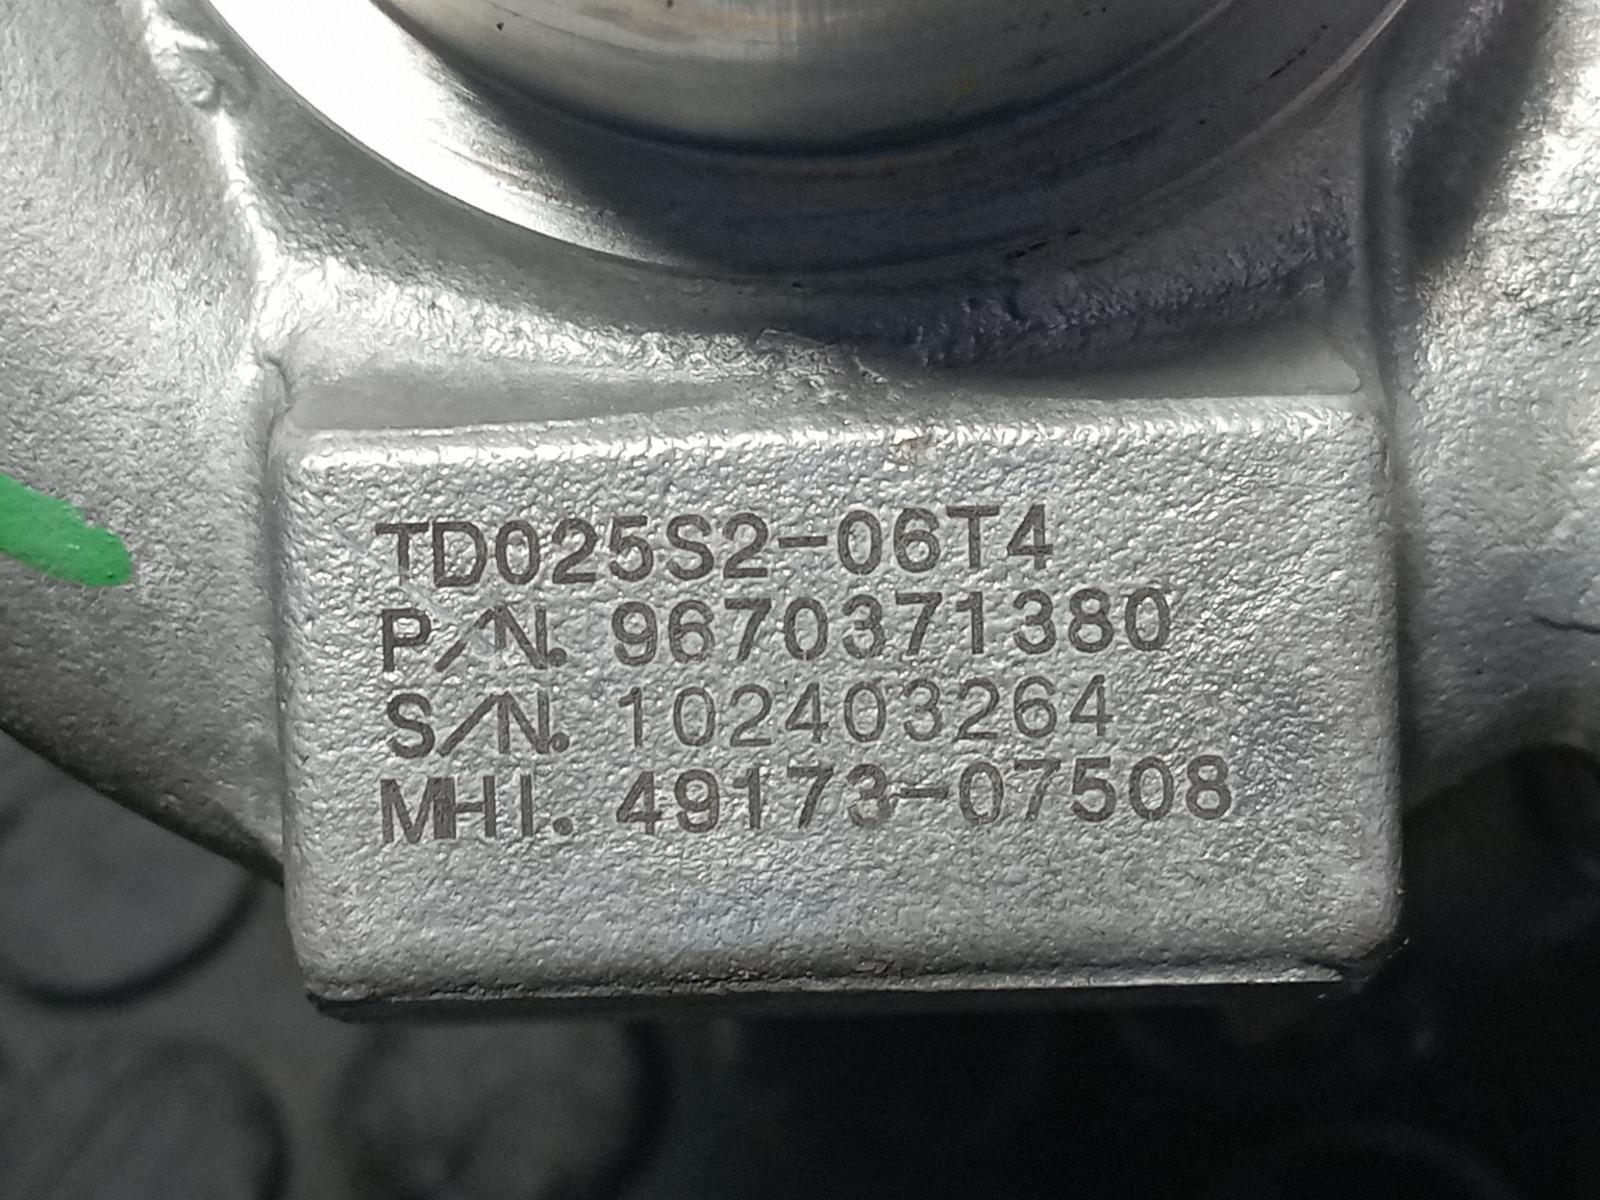 TD025S2-06T4
P/N. 9670371380
S/N. 102403264
MHI. 49173-07508